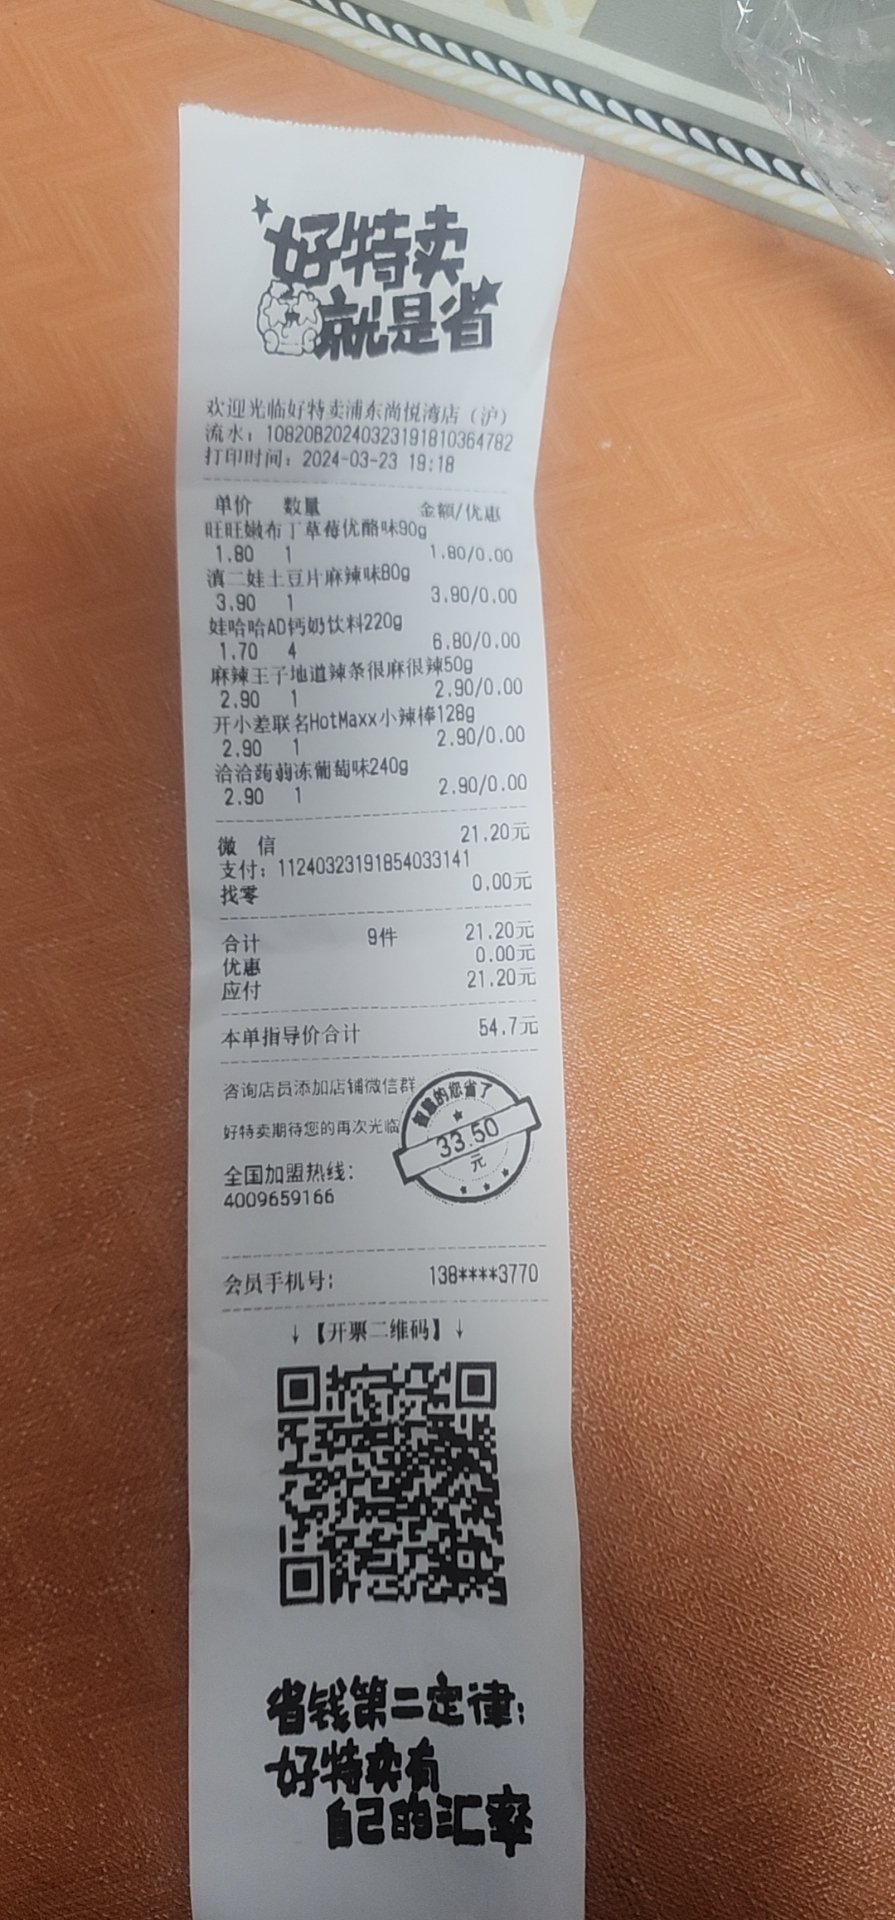 好特卖
就是省
欢迎光临好特卖浦东尚悦湾店（沪）
流水：10820B20240323191810364782
打印时间：2024-03-23 19:18
单价 数量 金额/优惠
旺旺嫩布丁草莓优酪味90g
1.80 1 1.80/0.00
滇二娃土豆片麻辣味80g
3.90 1 3.90/0.00
娃哈哈AD钙奶饮料220g
1.70 4 6.80/0.00
麻辣王子地道辣条很麻很辣50g
2.90 1 2.90/0.00
开小差联名HotMaxx小辣棒128g
2.90 1 2.90/0.00
洽洽蒟蒻冻葡萄味240g
2.90 1 2.90/0.00
微 信 21.20元
支付：11240323191854033141
找零 0.00元
合计 9件 21.20元
优惠 0.00元
应付 21.20元
本单指导价合计 54.7元
咨询店员添加店铺微信群
智慧的您省了
33.50
元
好特卖期待您的再次光临
全国加盟热线：
4009659166
会员手机号： 138****3770
↓【开票二维码】↓
省钱第二定律：
好特卖有
自己的汇率